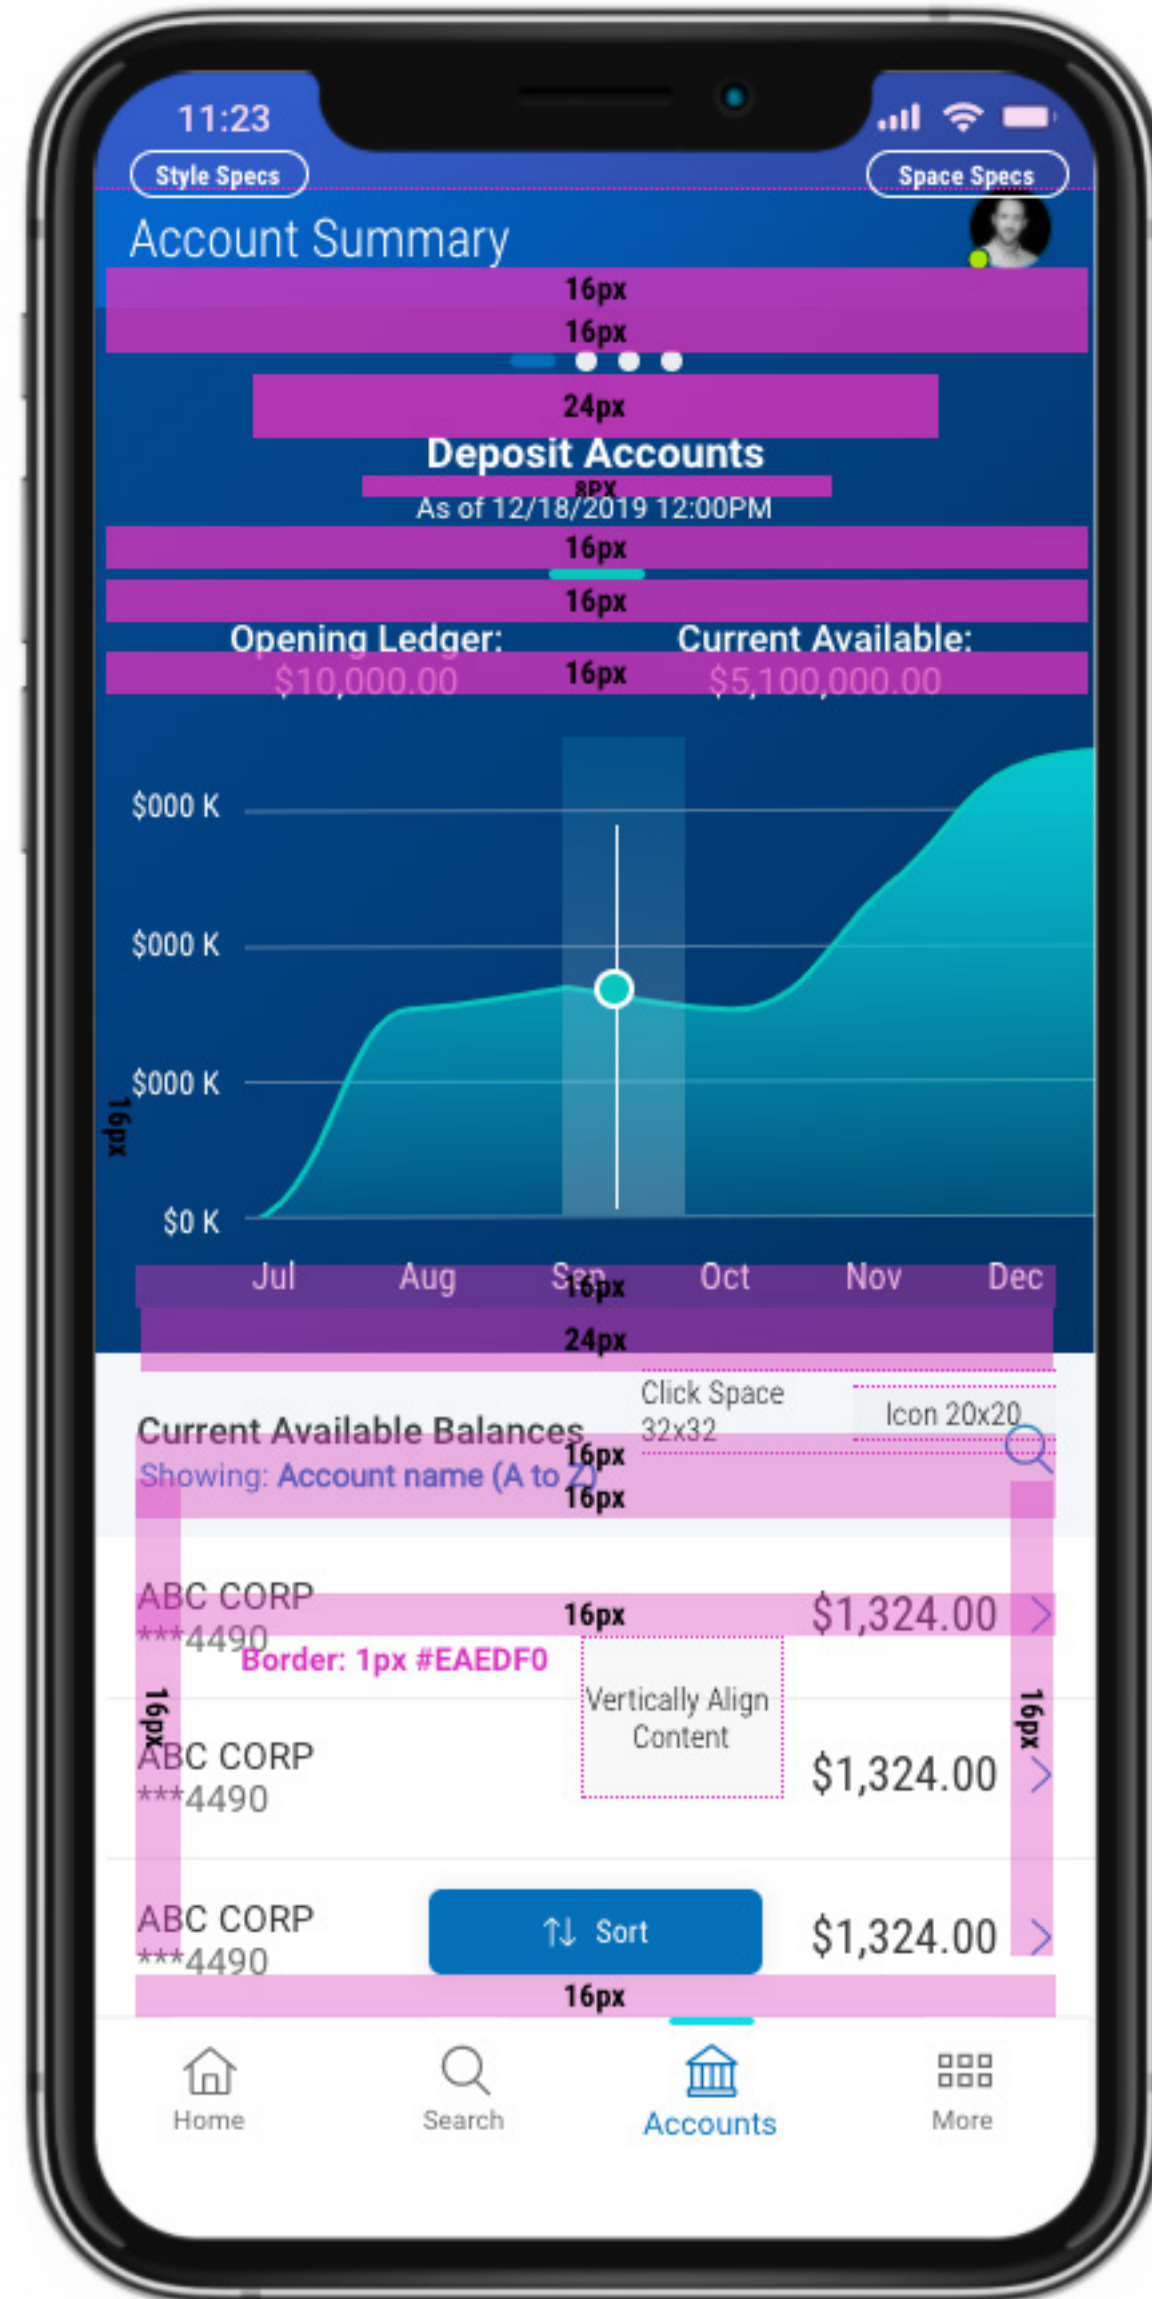 11:23
Style Specs
Space Specs
Account Summary
16px
16px
24px
Deposit Accounts
8PX
As of 12/18/2019 12:00PM
16px
16px
Opening Ledger:
Current Available:
$10,000.00
16px
$5,100,000.00
$000 K
$000 K
$000 K
16px
$0 K
Jul Aug Sep Oct Nov Dec
16px
24px
Click Space
32x32
Icon 20x20
Current Available Balances
16px
Showing: Account name (A to Z)
16px
ABC CORP
***4490
16px
$1,324.00
Border: 1px #EAEDF0
Vertically Align
Content
16px
16px
ABC CORP
***4490
$1,324.00
ABC CORP
***4490
Sort
$1,324.00
16px
Home
Search
Accounts
More